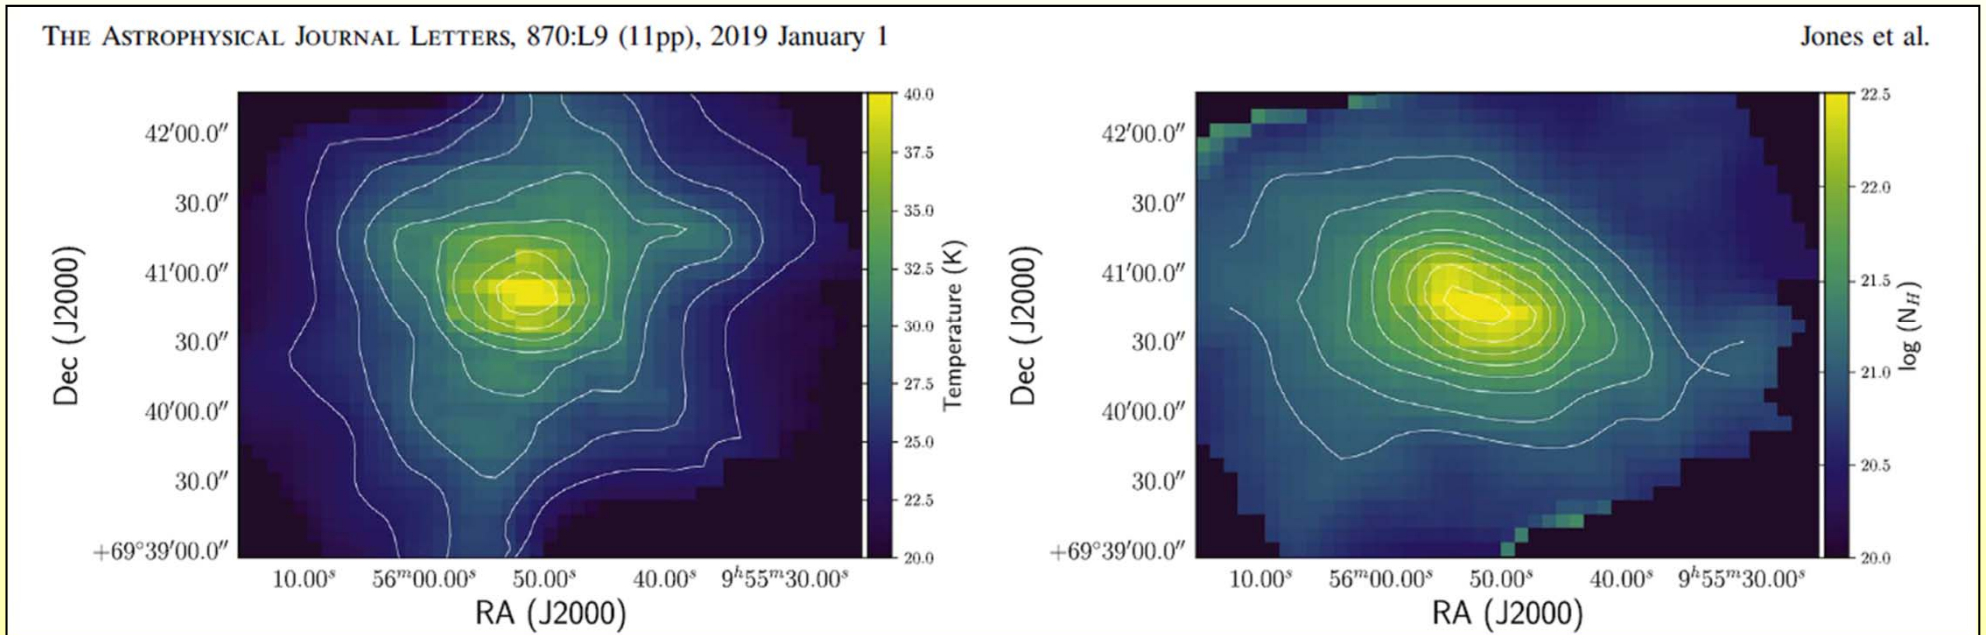 THE ASTROPHYSICAL JOURNAL LETTERS, 870:L9 (11pp), 2019 January 1
Jones et al.
42′00.0″
30.0″
41′00.0″
30.0″
40′00.0″
30.0″
+69°39′00.0″
Dec (J2000)
10.00ˢ 56ᵐ00.00ˢ 50.00ˢ 40.00ˢ 9ʰ55ᵐ30.00ˢ
RA (J2000)
40.0
37.5
35.0
32.5
30.0
27.5
25.0
22.5
20.0
Temperature (K)
42′00.0″
30.0″
41′00.0″
30.0″
40′00.0″
30.0″
+69°39′00.0″
Dec (J2000)
10.00ˢ 56ᵐ00.00ˢ 50.00ˢ 40.00ˢ 9ʰ55ᵐ30.00ˢ
RA (J2000)
22.5
22.0
21.5
21.0
20.5
20.0
log (N_H)